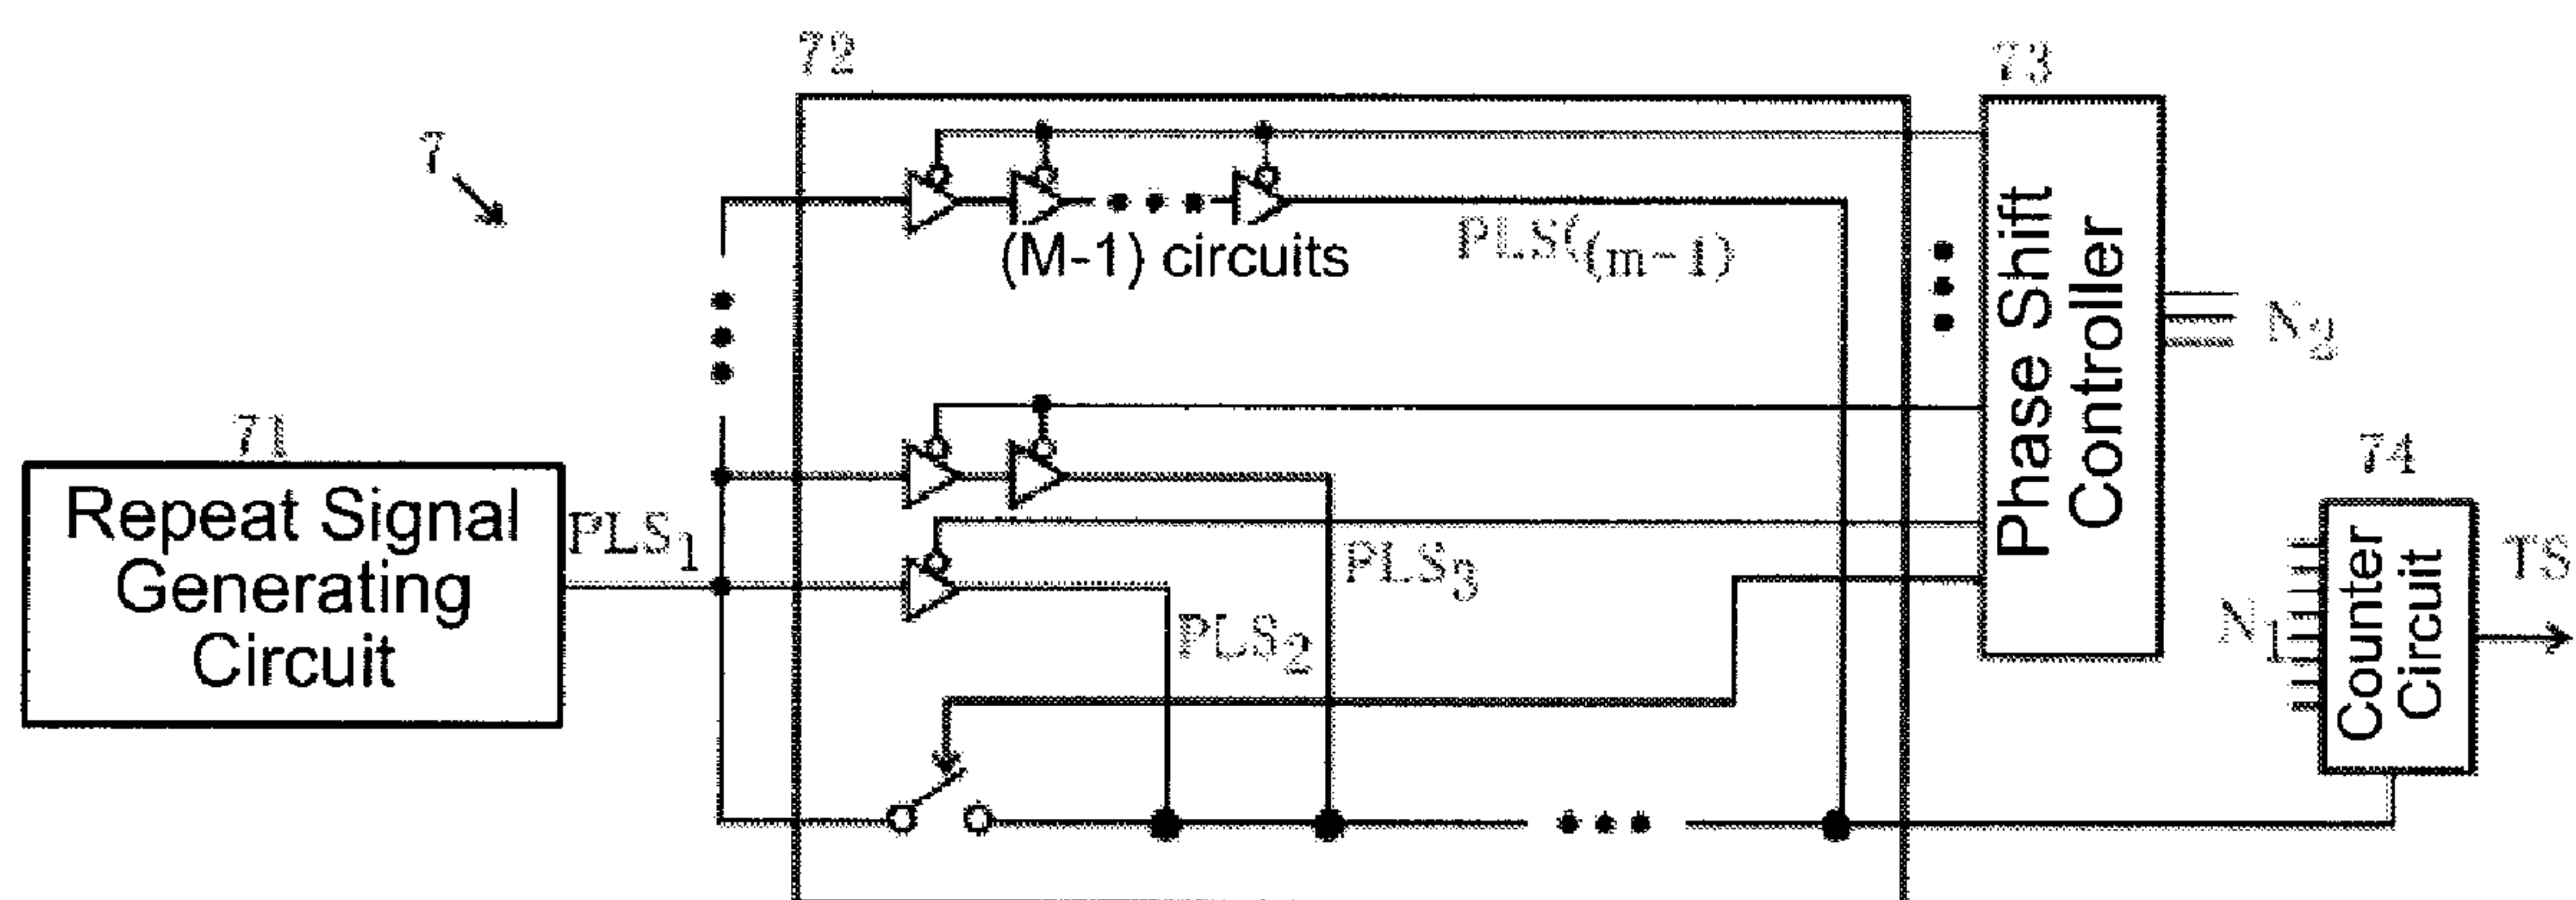 72
73
7
(M-1) circuits
PLS((m-1)
Phase Shift
Controller
N2
71
Repeat Signal
Generating
Circuit
PLS1
PLS3
PLS2
74
N1
Counter
Circuit
TS